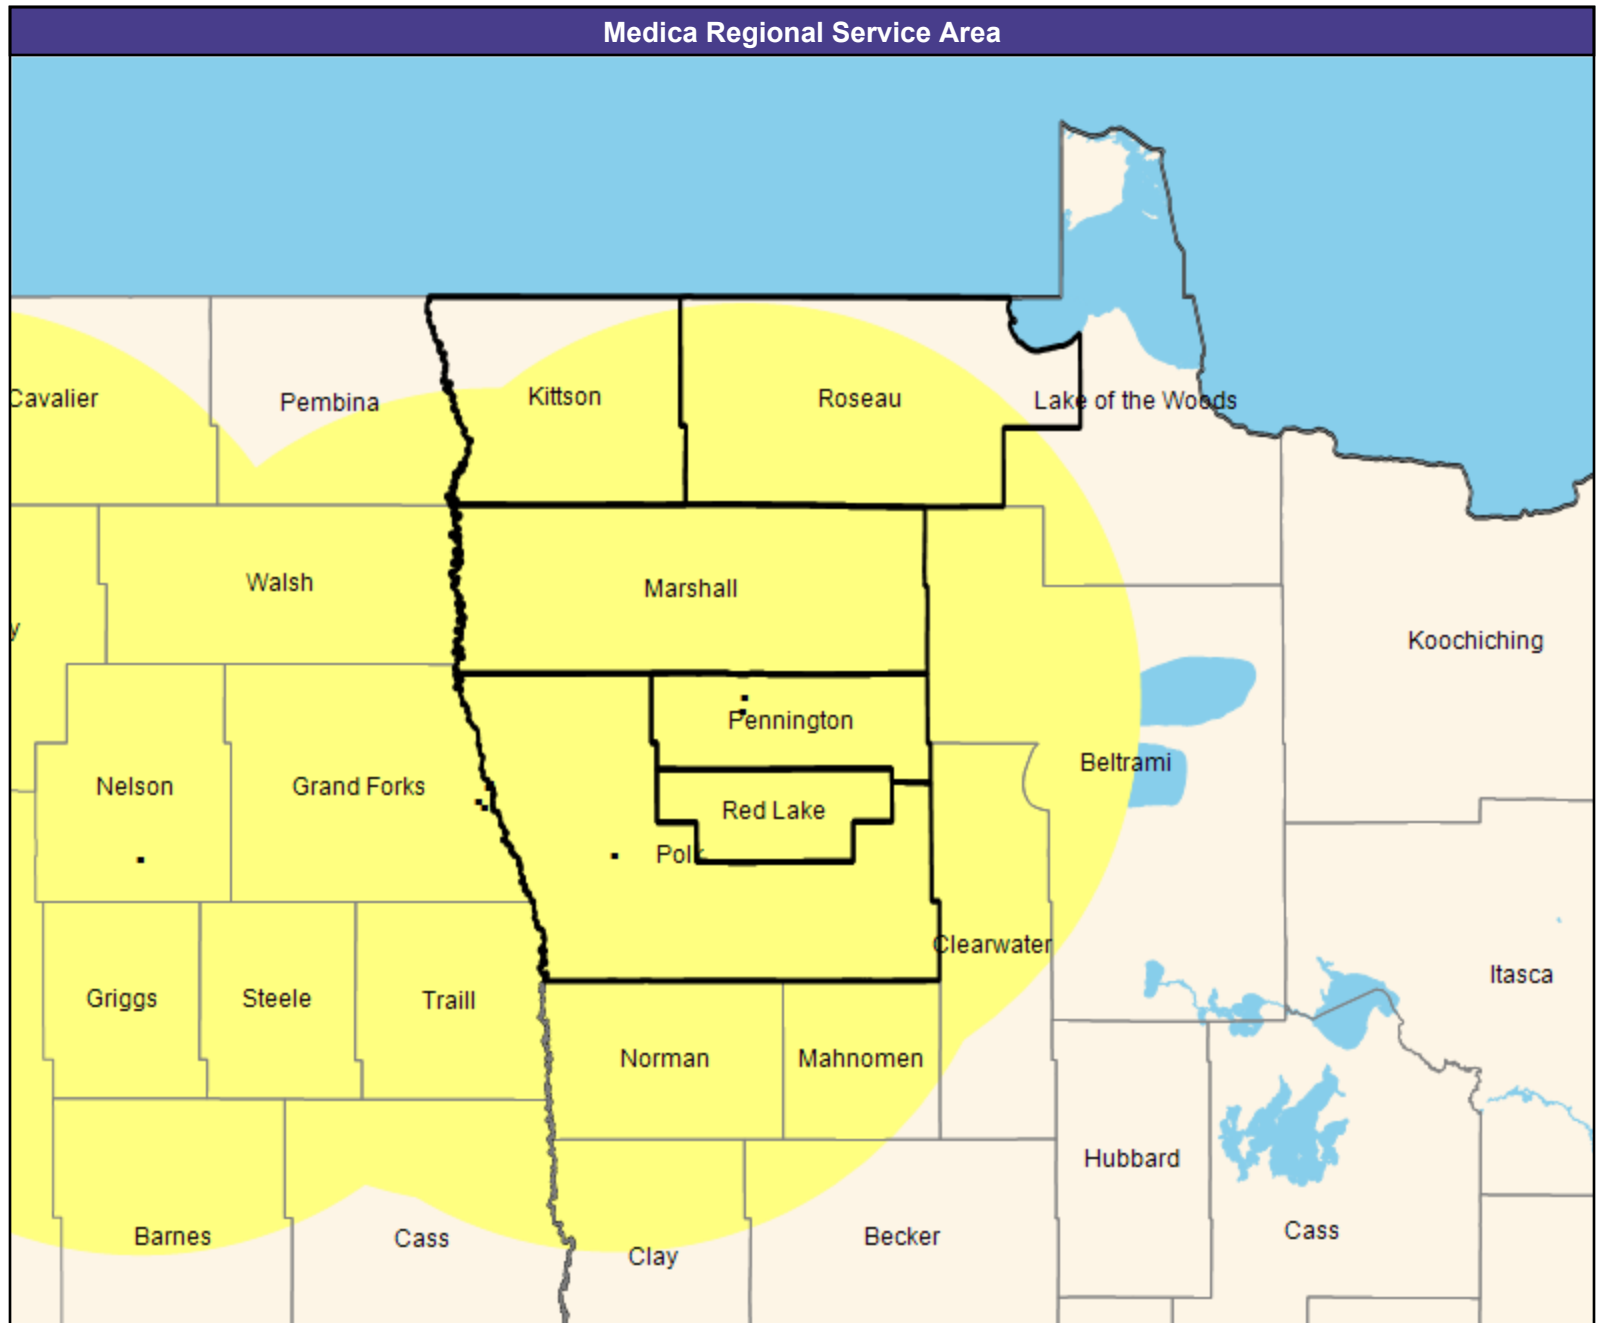 Medica Regional Service Area
Cavalier
Pembina
Kittson
Roseau
Lake of the Woods
Walsh
Marshall
y
Koochiching
Pennington
Beltrami
Nelson
Grand Forks
Red Lake
Polk
Clearwater
Griggs
Steele
Traill
Itasca
Norman
Mahnomen
Hubbard
Barnes
Cass
Clay
Becker
Cass